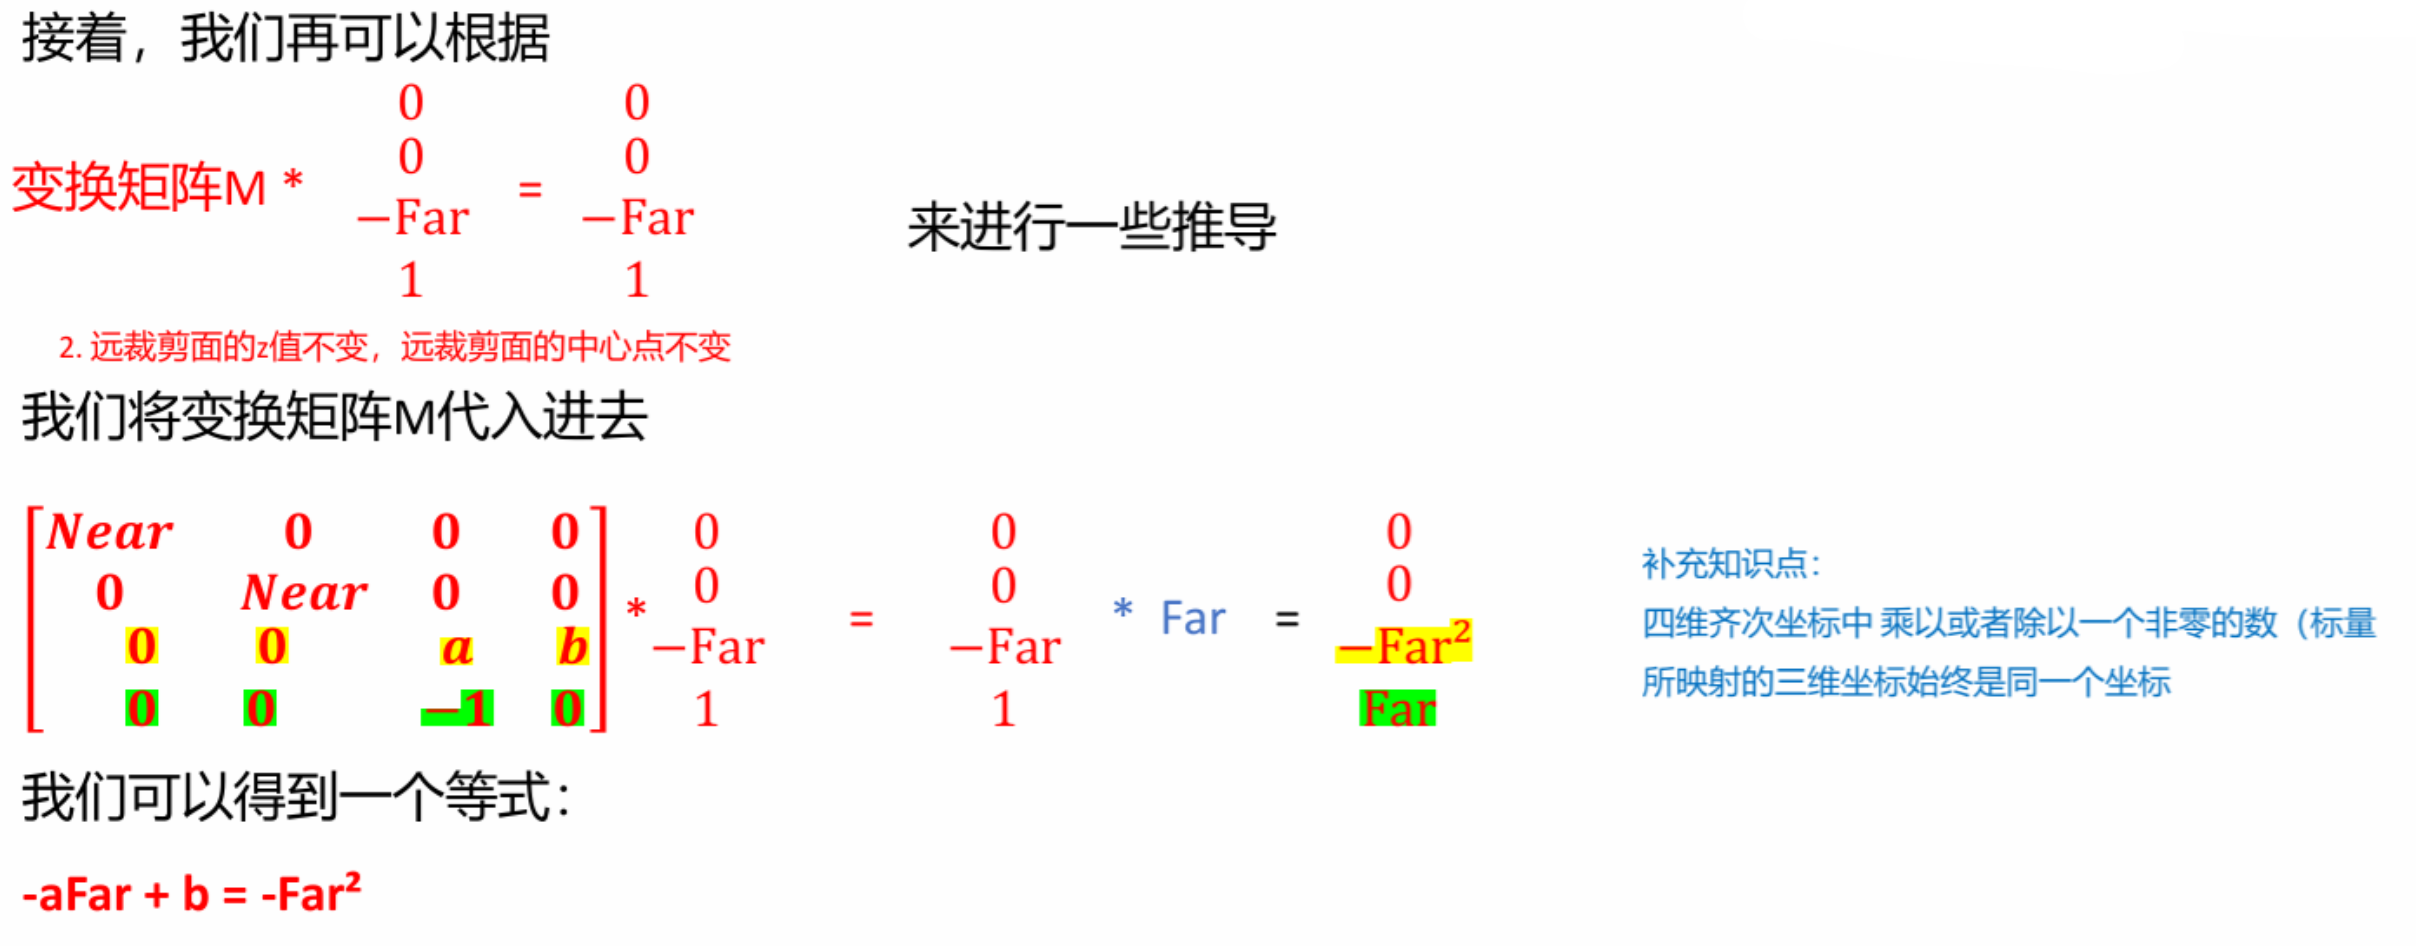 接着，我们再可以根据
0 0
0 0
变换矩阵M * =
−Far −Far
来进行一些推导
1 1
2. 远裁剪面的z值不变，远裁剪面的中心点不变
我们将变换矩阵M代入进去
Near 0 0 0 0 0 0
0 Near 0 0 0 0 0
* = * Far =
0 0 a b −Far −Far −Far²
0 0 −1 0 1 1 Far
补充知识点：
四维齐次坐标中 乘以或者除以一个非零的数（标量
所映射的三维坐标始终是同一个坐标
我们可以得到一个等式：
-aFar + b = -Far²